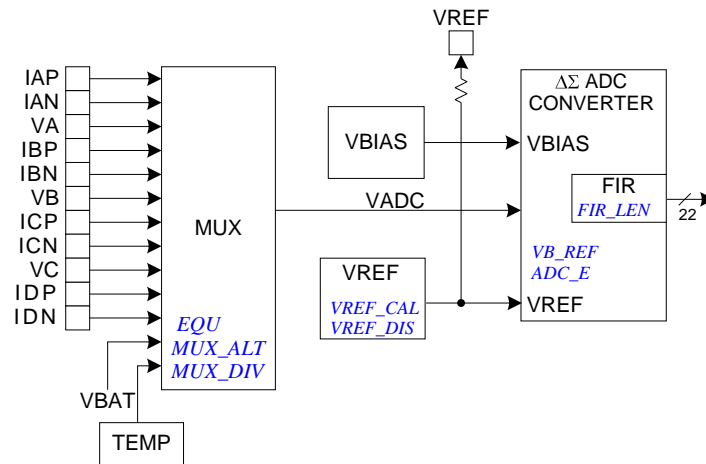 VREF
IAP
IAN
VA
IBP
IBN
VB
ICP
ICN
VC
IDP
IDN
VBAT
TEMP
MUX
EQU
MUX_ALT
MUX_DIV
VADC
VBIAS
VREF
VREF_CAL
VREF_DIS
ΔΣ ADC
CONVERTER
VBIAS
FIR
FIR_LEN
22
VB_REF
ADC_E
VREF